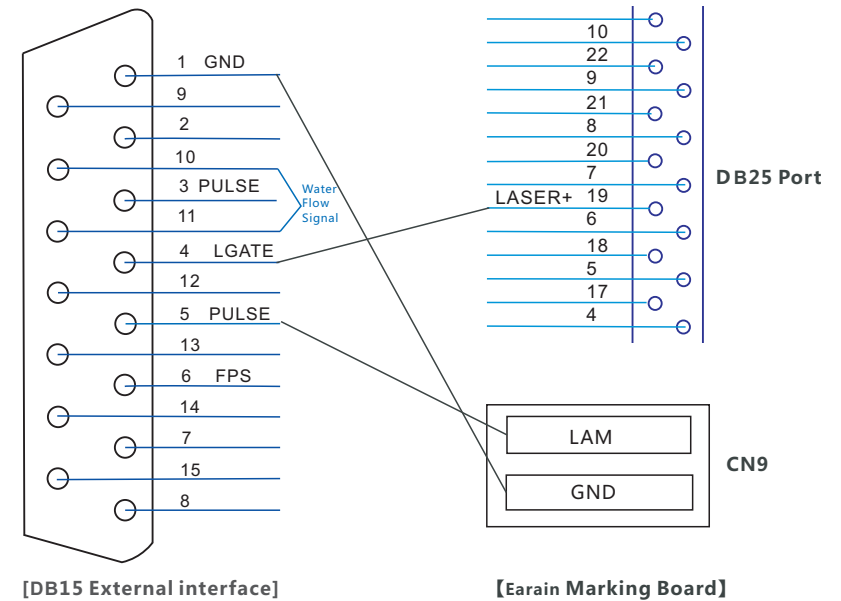 1 GND
9
2
10
3 PULSE
11
4 LGATE
12
5 PULSE
13
6 FPS
14
7
15
8
Water
Flow
Signal
[DB15 External interface]
10
22
9
21
8
20
7
LASER+ 19
6
18
5
17
4
DB25 Port
LAM
GND
CN9
【Earain Marking Board】